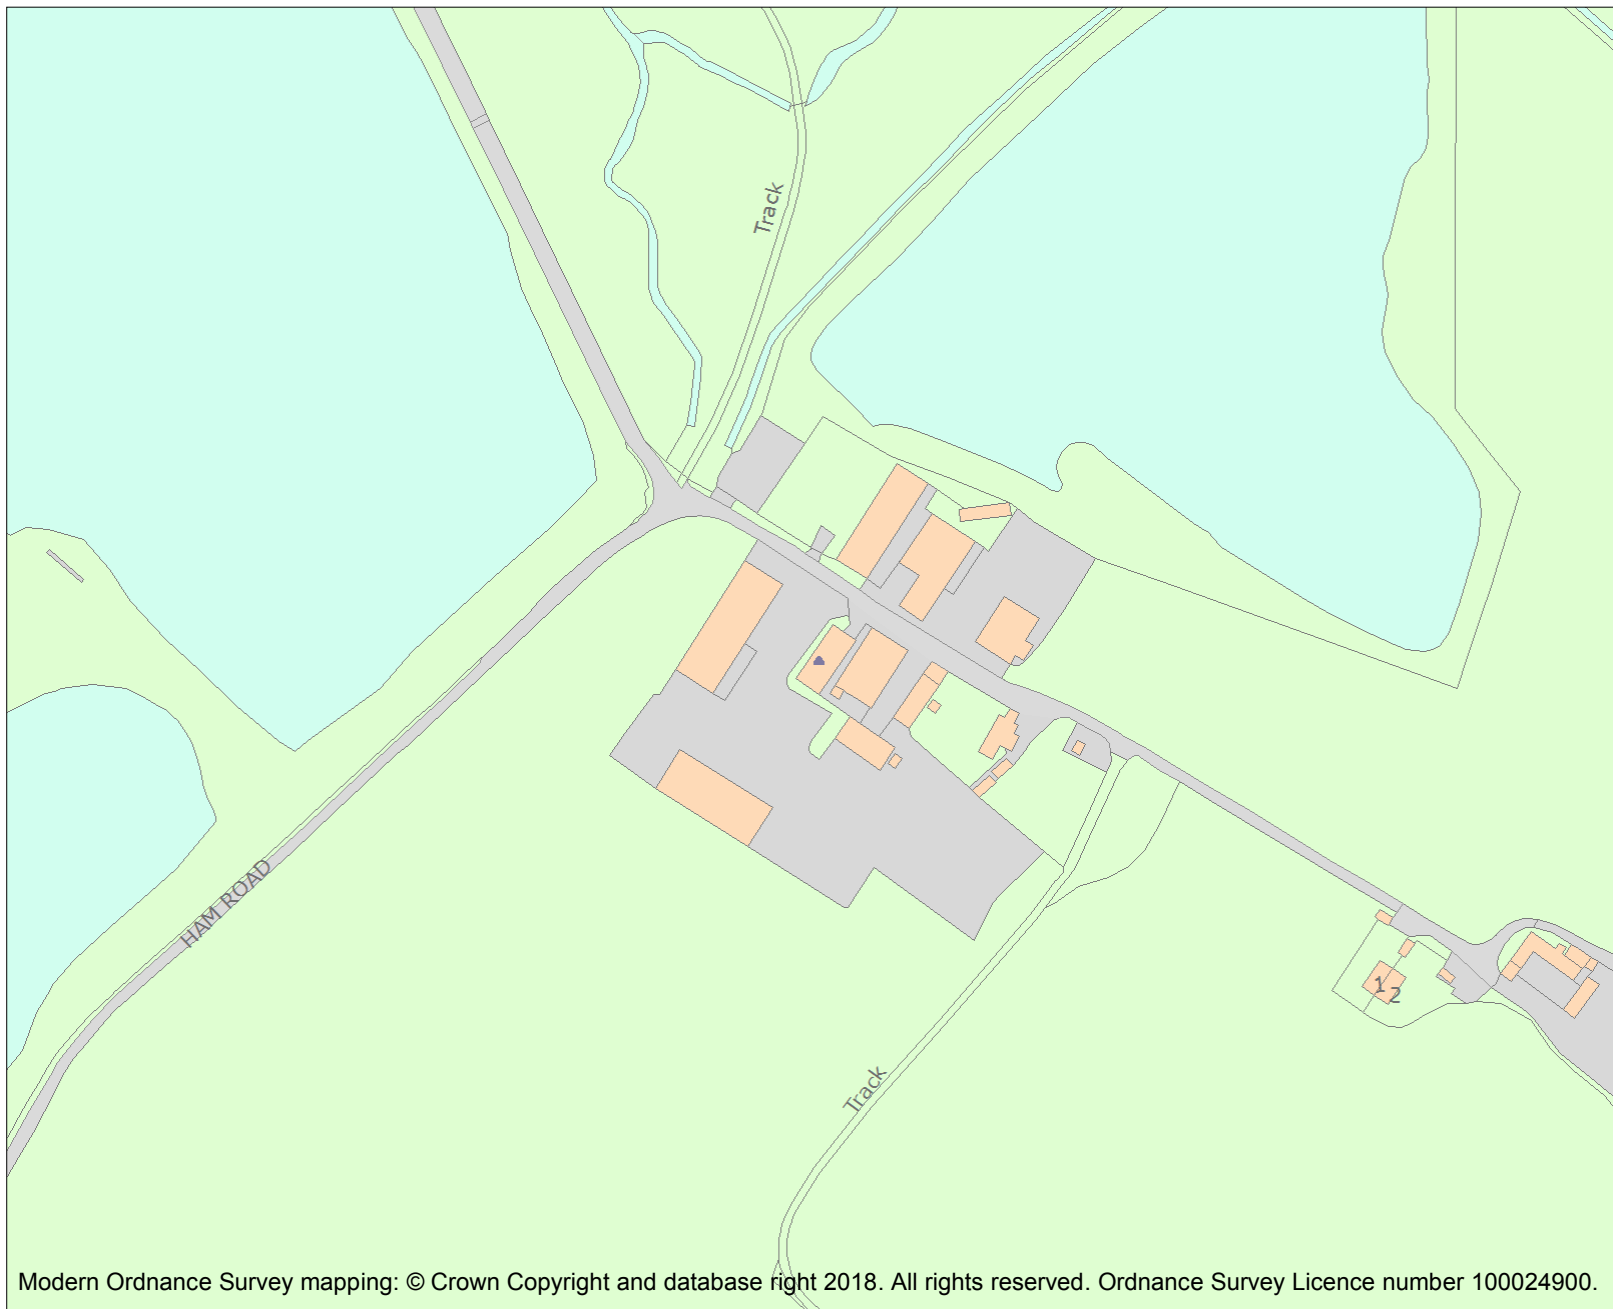 Track
HAM ROAD
1
2
Track
Modern Ordnance Survey mapping: © Crown Copyright and database right 2018. All rights reserved. Ordnance Survey Licence number 100024900.